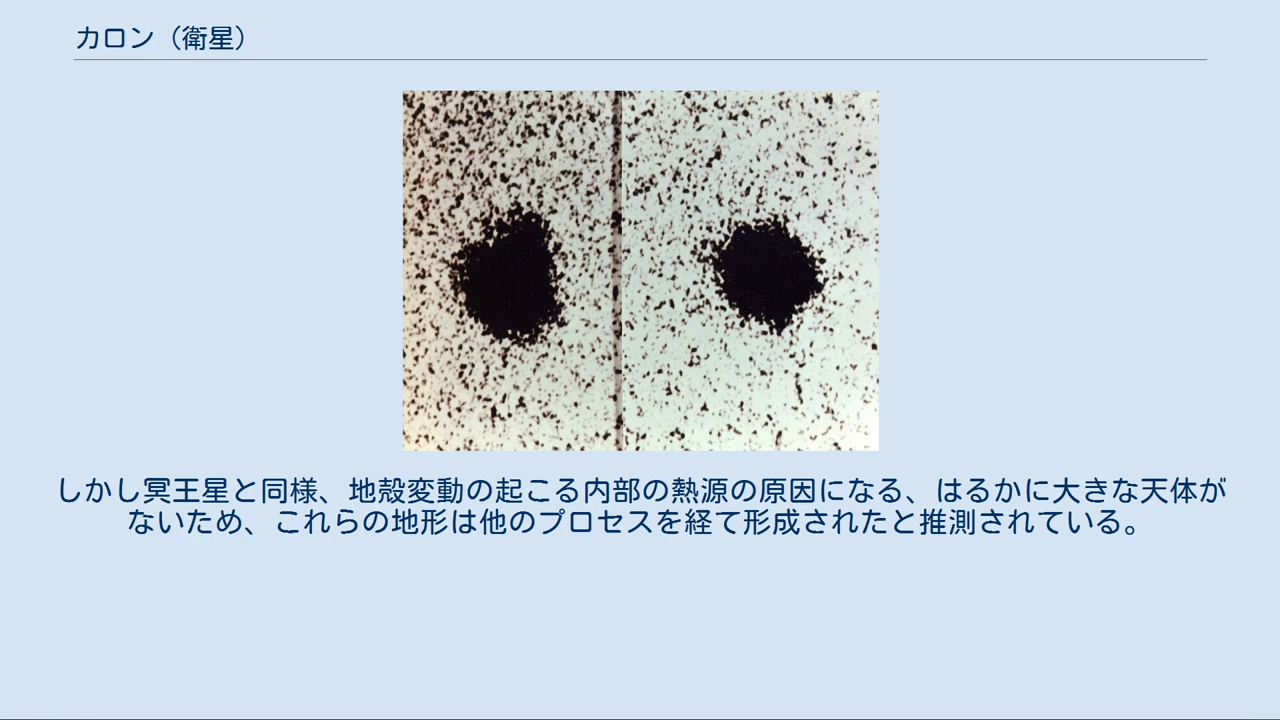 カロン（衛星）
しかし冥王星と同様、地殻変動の起こる内部の熱源の原因になる、はるかに大きな天体が
ないため、これらの地形は他のプロセスを経て形成されたと推測されている。